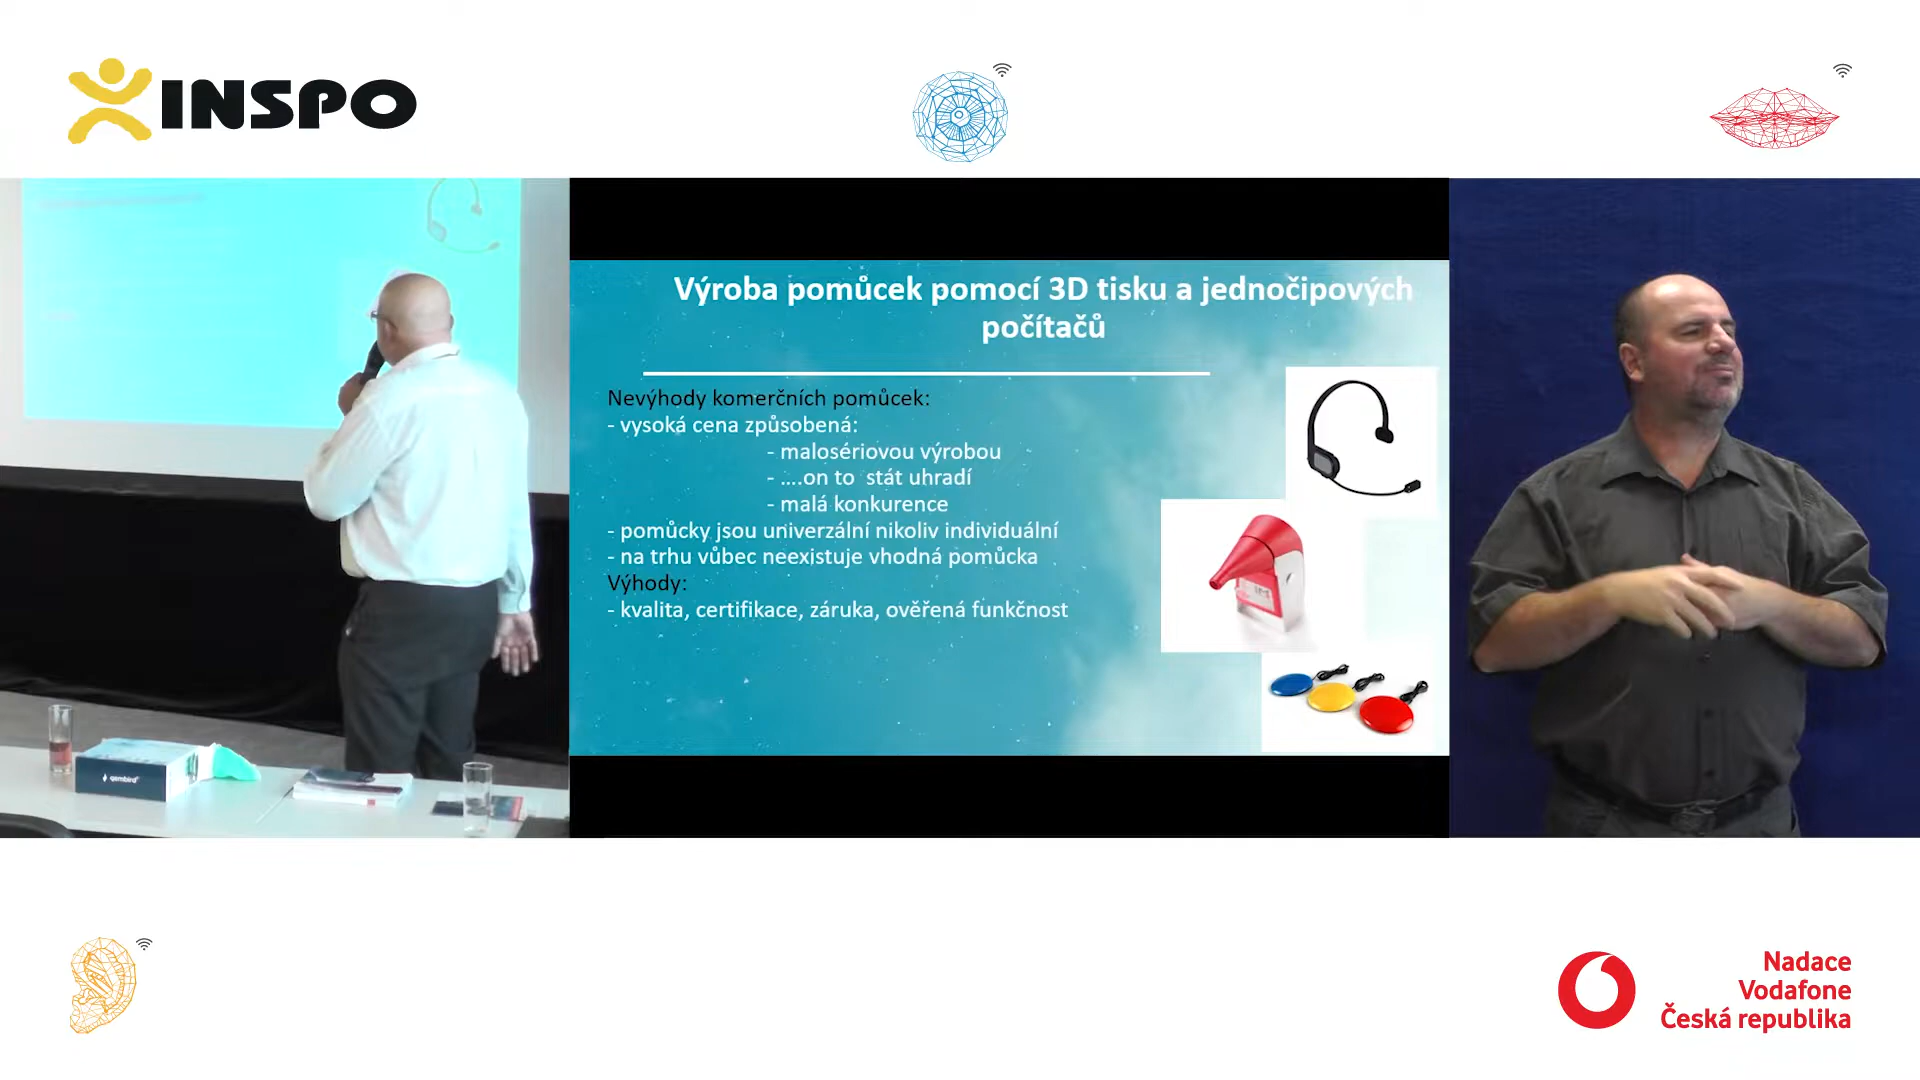 INSPO
Výroba pomůcek pomocí 3D tisku a jednočipových
počítačů
Nevýhody komerčních pomůcek:
- vysoká cena způsobená:
- malosériovou výrobou
- ....on to  stát uhradí
- malá konkurence
- pomůcky jsou univerzální nikoliv individuální
- na trhu vůbec neexistuje vhodná pomůcka
Výhody:
- kvalita, certifikace, záruka, ověřená funkčnost
gembird
Nadace
Vodafone
Česká republika